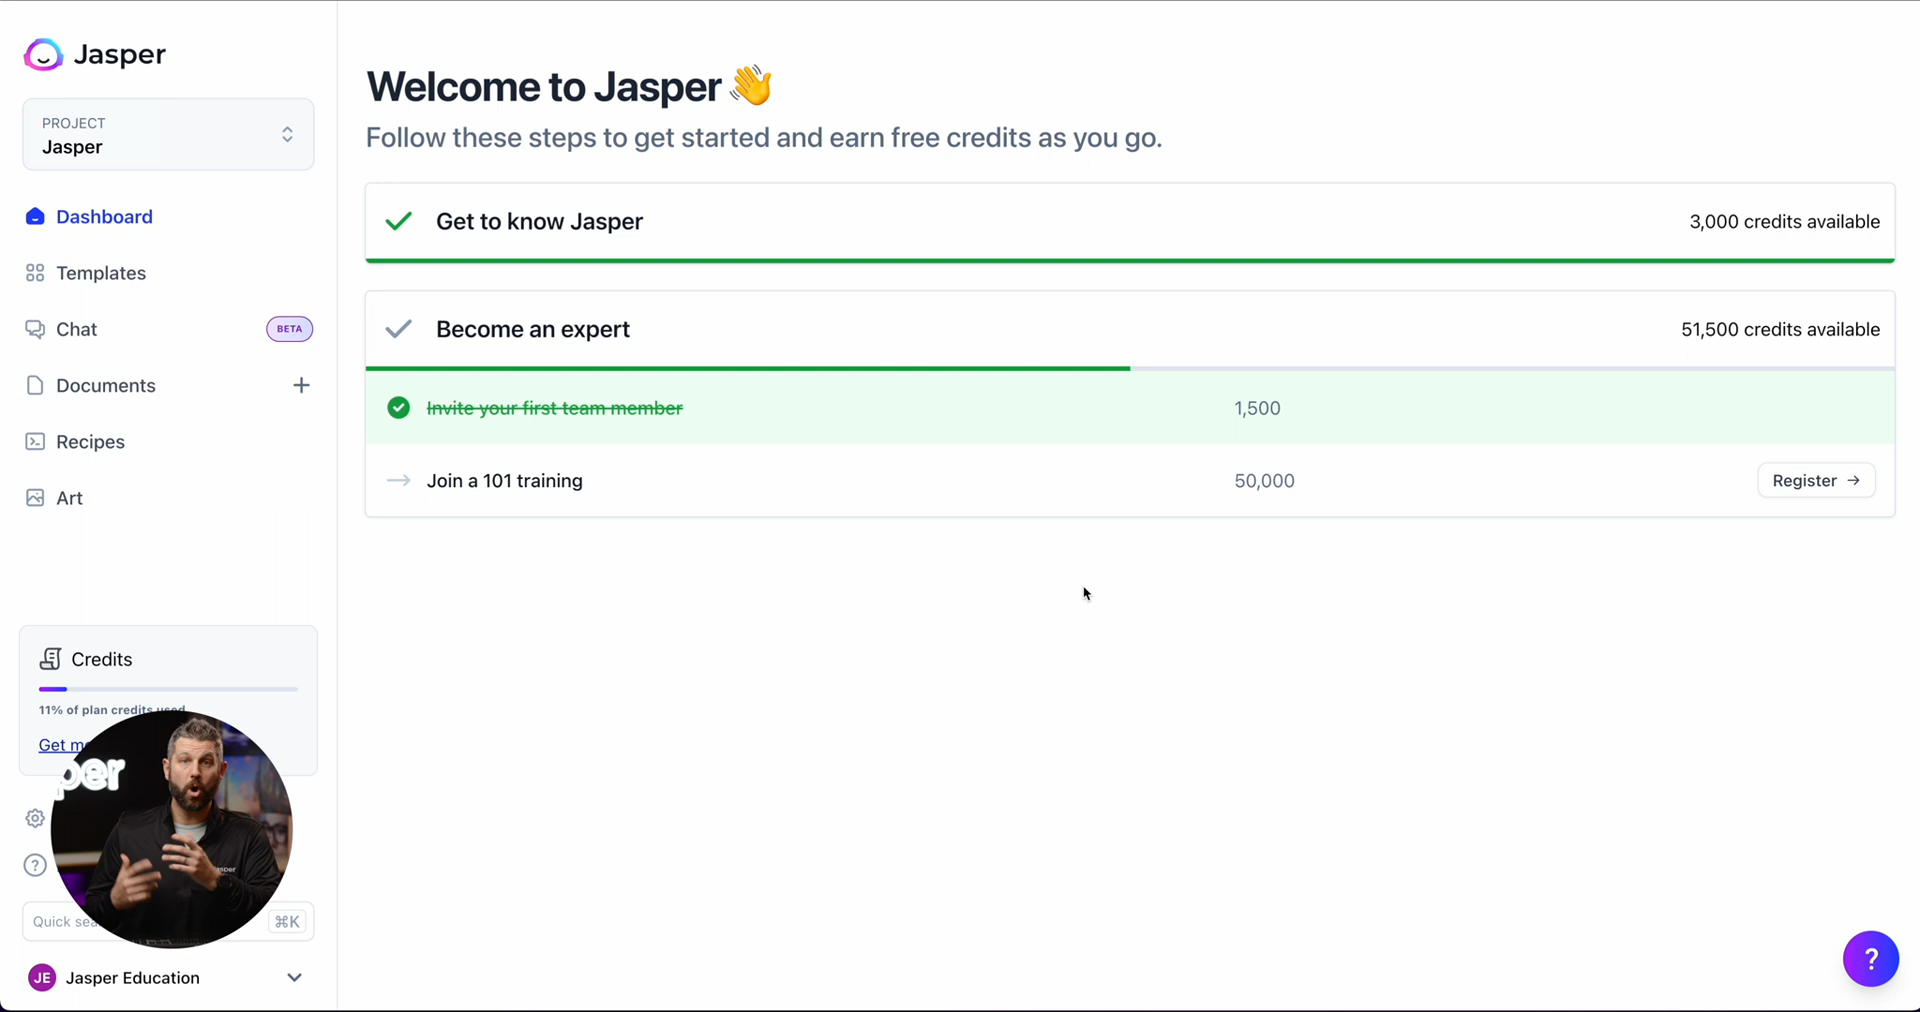 Jasper
PROJECT
Jasper
Dashboard
Templates
Chat
BETA
Documents
Recipes
Art
Credits
11% of plan credits used
Get
per
Quick
⌘K
JE
Jasper Education
Welcome to Jasper 👋
Follow these steps to get started and earn free credits as you go.
Get to know Jasper
3,000 credits available
Become an expert
51,500 credits available
Invite your first team member
1,500
Join a 101 training
50,000
Register →
?